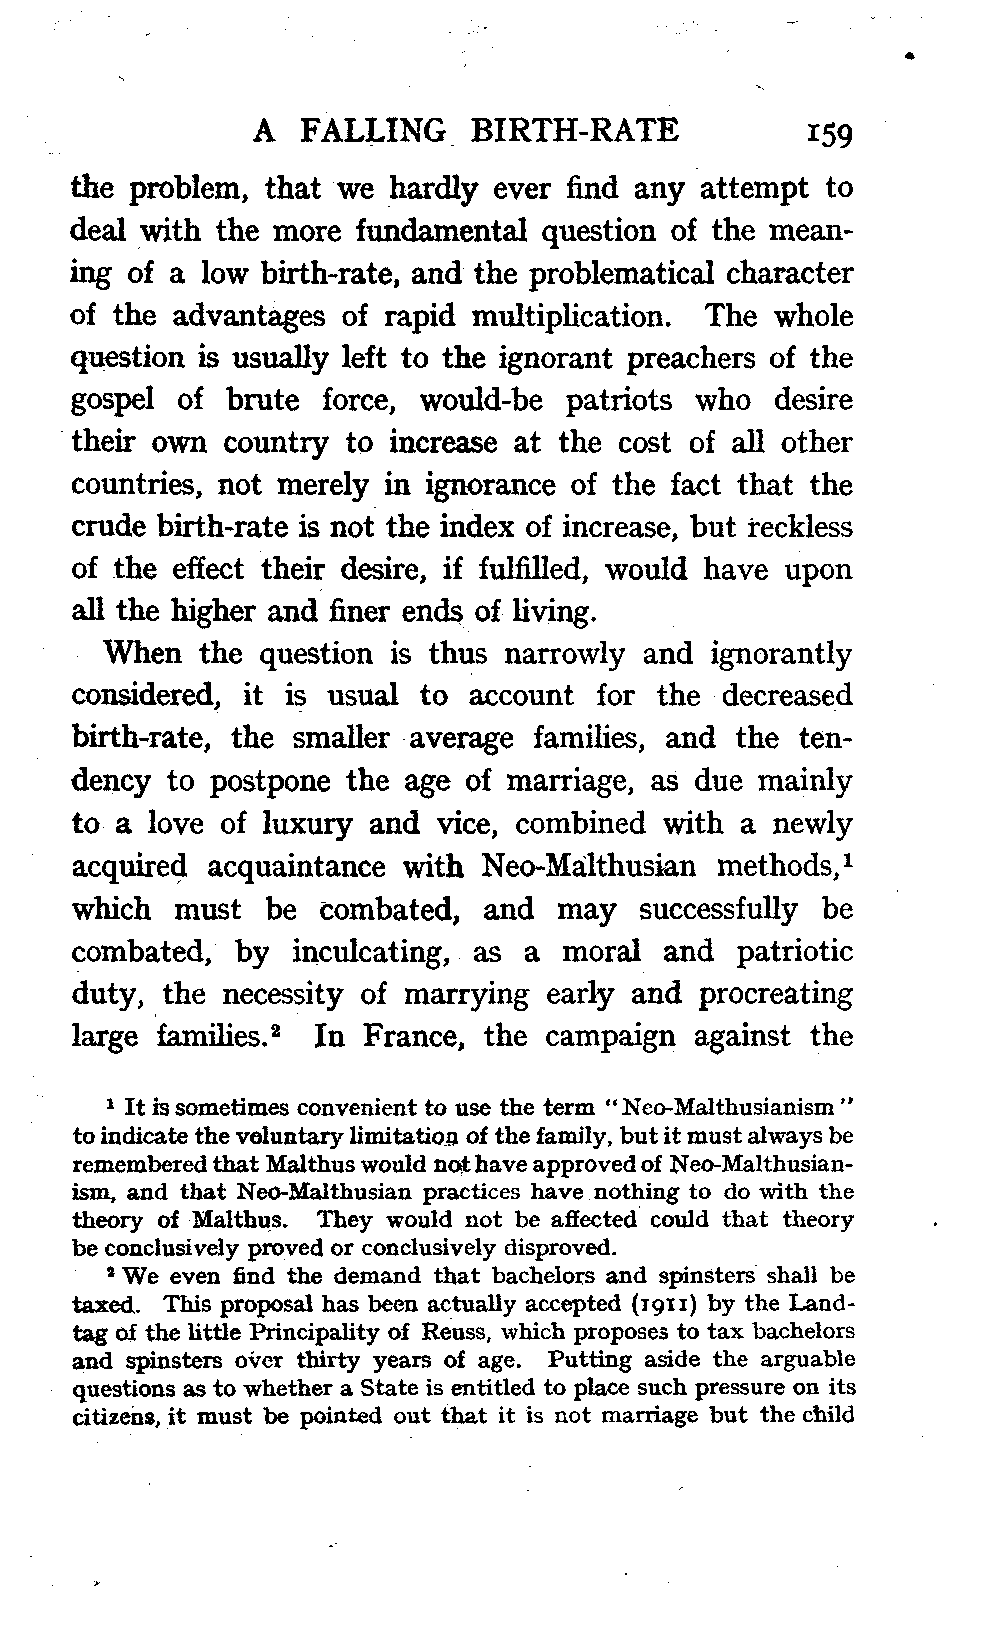 A FALLING BIRTH-RATE 159
the problem, that we hardly ever find any attempt to
deal with the more fundamental question of the mean-
ing of a low birth-rate, and the problematical character
of the advantages of rapid multiplication. The whole
question is usually left to the ignorant preachers of the
gospel of brute force, would-be patriots who desire
their own country to increase at the cost of all other
countries, not merely in ignorance of the fact that the
crude birth-rate is not the index of increase, but reckless
of the effect their desire, if fulfilled, would have upon
all the higher and finer ends of living.
When the question is thus narrowly and ignorantly
considered, it is usual to account for the decreased
birth-rate, the smaller average families, and the ten-
dency to postpone the age of marriage, as due mainly
to a love of luxury and vice, combined with a newly
acquired acquaintance with Neo-Malthusian methods,¹
which must be combated, and may successfully be
combated, by inculcating, as a moral and patriotic
duty, the necessity of marrying early and procreating
large families.² In France, the campaign against the
¹ It is sometimes convenient to use the term "Neo-Malthusianism"
to indicate the voluntary limitation of the family, but it must always be
remembered that Malthus would not have approved of Neo-Malthusian-
ism, and that Neo-Malthusian practices have nothing to do with the
theory of Malthus. They would not be affected could that theory
be conclusively proved or conclusively disproved.
² We even find the demand that bachelors and spinsters shall be
taxed. This proposal has been actually accepted (1911) by the Land-
tag of the little Principality of Reuss, which proposes to tax bachelors
and spinsters over thirty years of age. Putting aside the arguable
questions as to whether a State is entitled to place such pressure on its
citizens, it must be pointed out that it is not marriage but the child